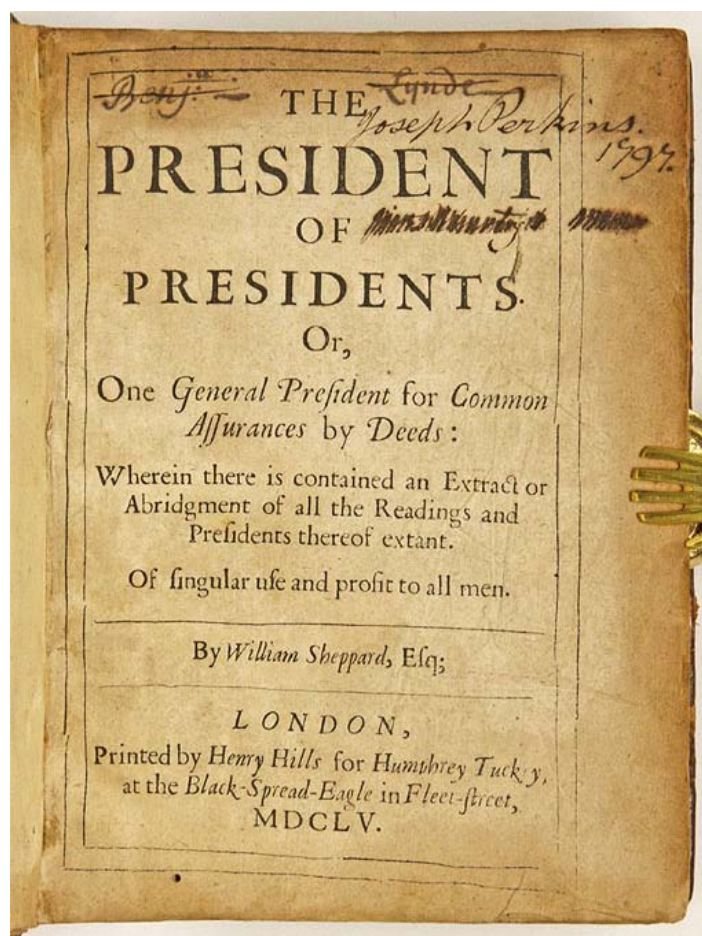 Benj:
Lynde
THE
Joseph Perkins.
1797.
PRESIDENT
OF
PRESIDENTS.
Or,
One General Preſident for Common
Aſſurances by Deeds:
Wherein there is contained an Extract or
Abridgment of all the Readings and
Preſidents thereof extant.
Of ſingular uſe and profit to all men.
By William Sheppard, Eſq;
LONDON,
Printed by Henry Hills for Humphrey Tuckey,
at the Black-Spread-Eagle in Fleet-ſtreet,
MDCLV.